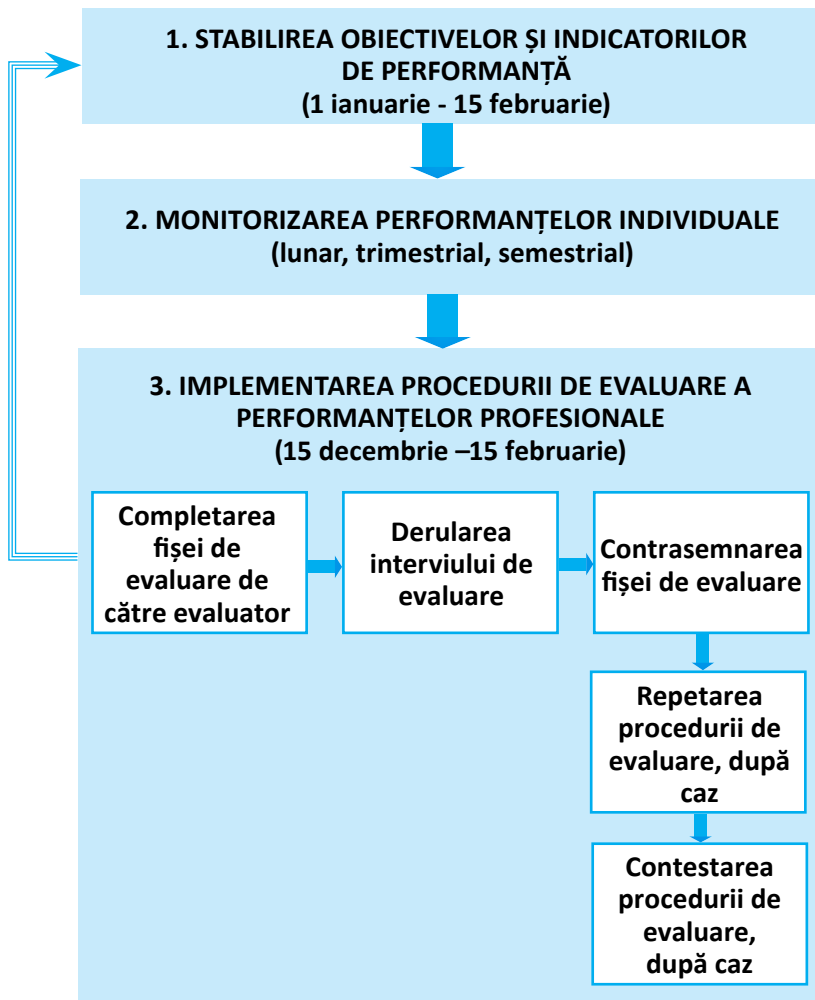 1. STABILIREA OBIECTIVELOR ȘI INDICATORILOR
DE PERFORMANȚĂ
(1 ianuarie - 15 februarie)
2. MONITORIZAREA PERFORMANȚELOR INDIVIDUALE
(lunar, trimestrial, semestrial)
3. IMPLEMENTAREA PROCEDURII DE EVALUARE A
PERFORMANȚELOR PROFESIONALE
(15 decembrie –15 februarie)
Completarea
fișei de
evaluare de
către evaluator
Derularea
interviului de
evaluare
Contrasemnarea
fișei de evaluare
Repetarea
procedurii de
evaluare, după
caz
Contestarea
procedurii de
evaluare,
după caz